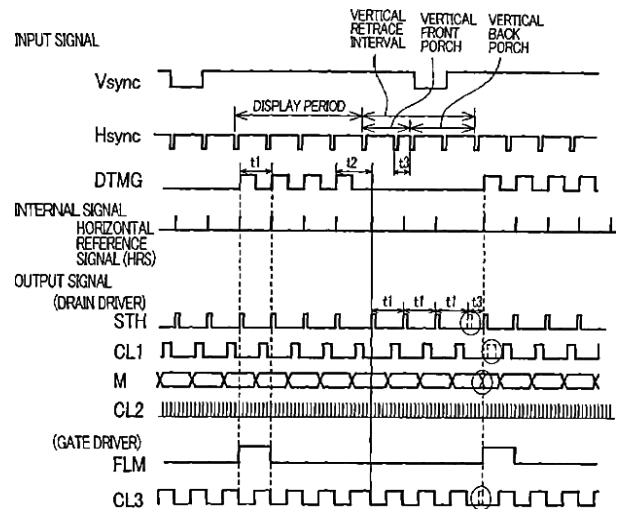 VERTICAL RETRACE INTERVAL
VERTICAL FRONT PORCH
VERTICAL BACK PORCH
INPUT SIGNAL
Vsync
DISPLAY PERIOD
Hsync
t1
t2
t3
DTMG
INTERNAL SIGNAL
HORIZONTAL
REFERENCE
SIGNAL (HRS)
OUTPUT SIGNAL
(DRAIN DRIVER)
t1
t1
t1
t3
STH
CL1
M
CL2
(GATE DRIVER)
FLM
CL3